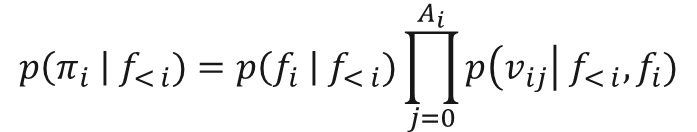 p(π_i | f_{<i}) = p(f_i | f_{<i}) ∏_{j=0}^{A_i} p(v_{ij} | f_{<i}, f_i)